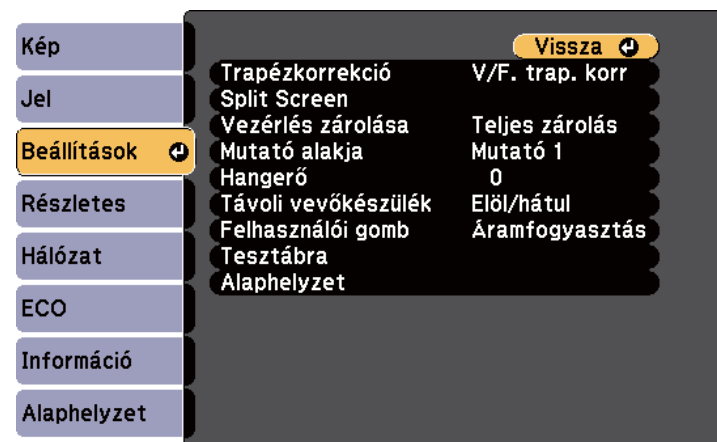 Kép
Jel
Beállítások
Részletes
Hálózat
ECO
Információ
Alaphelyzet
Vissza
Trapézkorrekció V/F. trap. korr
Split Screen
Vezérlés zárolása Teljes zárolás
Mutató alakja Mutató 1
Hangerő 0
Távoli vevőkészülék Elöl/hátul
Felhasználói gomb Áramfogyasztás
Tesztábra
Alaphelyzet